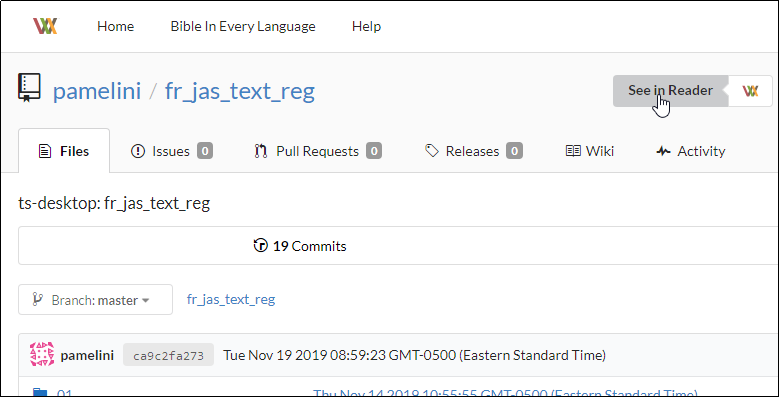 Home Bible In Every Language Help
pamelini / fr_jas_text_reg See in Reader
Files Issues 0 Pull Requests 0 Releases 0 Wiki Activity
ts-desktop: fr_jas_text_reg
19 Commits
Branch: master fr_jas_text_reg
pamelini ca9c2fa273 Tue Nov 19 2019 08:59:23 GMT-0500 (Eastern Standard Time)
01 Thu Nov 14 2019 10:55:55 GMT-0500 (Eastern Standard Time)